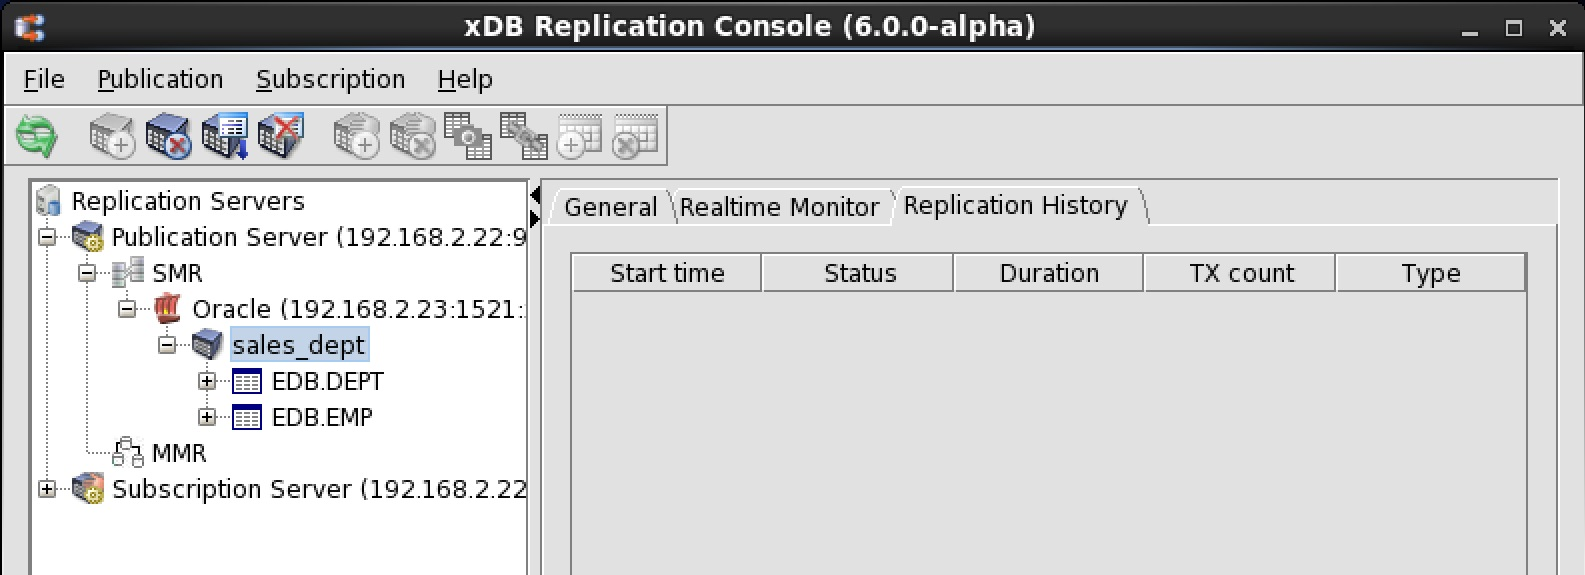 xDB Replication Console (6.0.0-alpha)
File Publication Subscription Help
Replication Servers
Publication Server (192.168.2.22:9
SMR
Oracle (192.168.2.23:1521:
sales_dept
EDB.DEPT
EDB.EMP
MMR
Subscription Server (192.168.2.22
General Realtime Monitor Replication History
Start time Status Duration TX count Type